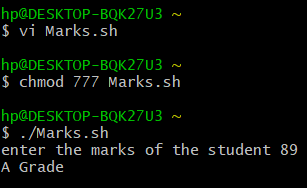 hp@DESKTOP-BQK27U3 ~
$ vi Marks.sh
hp@DESKTOP-BQK27U3 ~
$ chmod 777 Marks.sh
hp@DESKTOP-BQK27U3 ~
$ ./Marks.sh
enter the marks of the student 89
A Grade